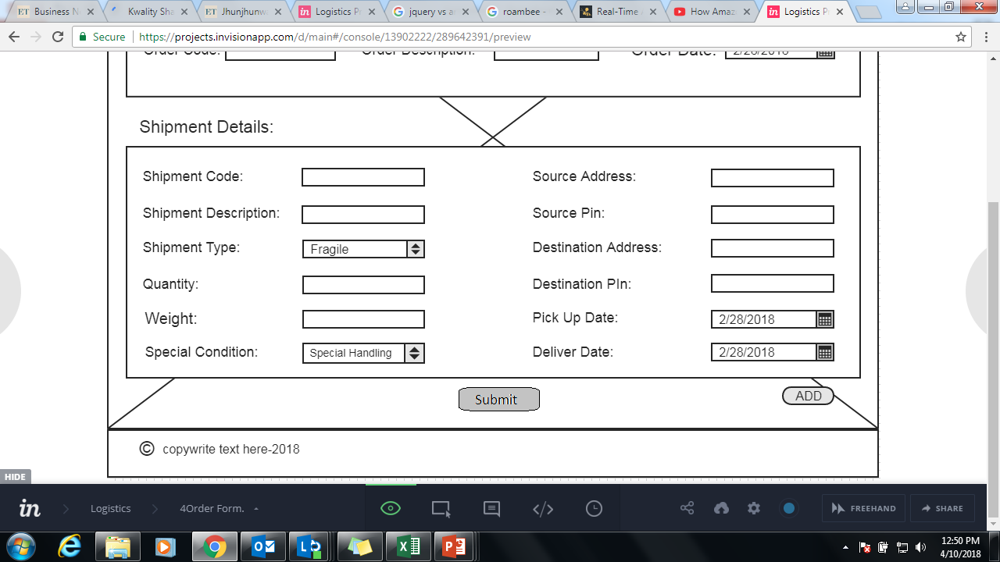 Business N
Kwality Sha
Jhunjhunw
Logistics P
jquery vs a
roambee -
Real-Time A
How Amaz
Logistics P
Secure https://projects.invisionapp.com/d/main#/console/13902222/289642391/preview
Order Code: Order Description: Order Date: 2/28/2018
Shipment Details:
Shipment Code: Source Address:
Shipment Description: Source Pin:
Shipment Type: Fragile Destination Address:
Quantity: Destination PIn:
Weight: Pick Up Date: 2/28/2018
Special Condition: Special Handling Deliver Date: 2/28/2018
Submit ADD
© copywrite text here-2018
HIDE
in Logistics 4Order Form. FREEHAND SHARE
12:50 PM
4/10/2018